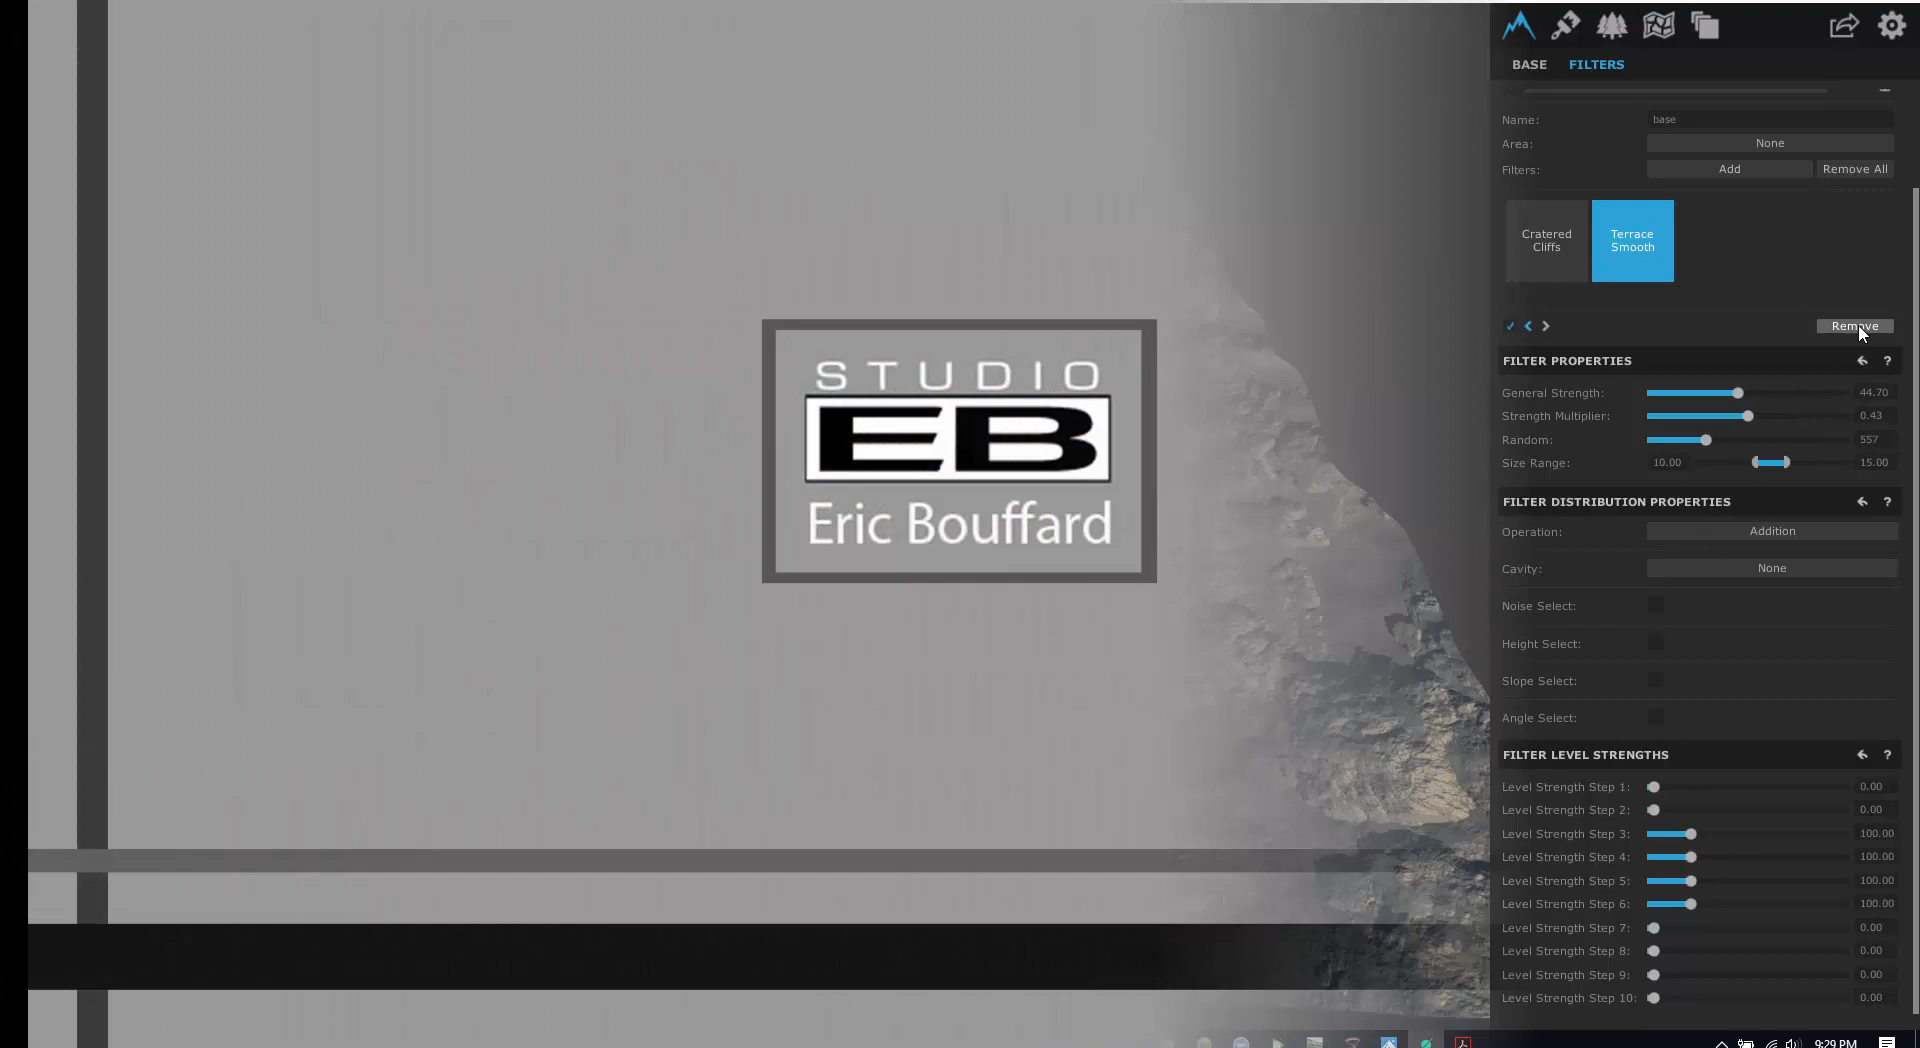 BASE FILTERS
Name: base
Area: None
Filters: Add Remove All
Cratered Cliffs
Terrace Smooth
Remove
FILTER PROPERTIES ?
General Strength: 44.70
Strength Multiplier: 0.43
Random: 557
Size Range: 10.00 15.00
FILTER DISTRIBUTION PROPERTIES ?
Operation: Addition
Cavity: None
Noise Select:
Height Select:
Slope Select:
Angle Select:
FILTER LEVEL STRENGTHS ?
Level Strength Step 1: 0.00
Level Strength Step 2: 0.00
Level Strength Step 3: 100.00
Level Strength Step 4: 100.00
Level Strength Step 5: 100.00
Level Strength Step 6: 100.00
Level Strength Step 7: 0.00
Level Strength Step 8: 0.00
Level Strength Step 9: 0.00
Level Strength Step 10: 0.00
STUDIO
EB
Eric Bouffard
9:29 PM